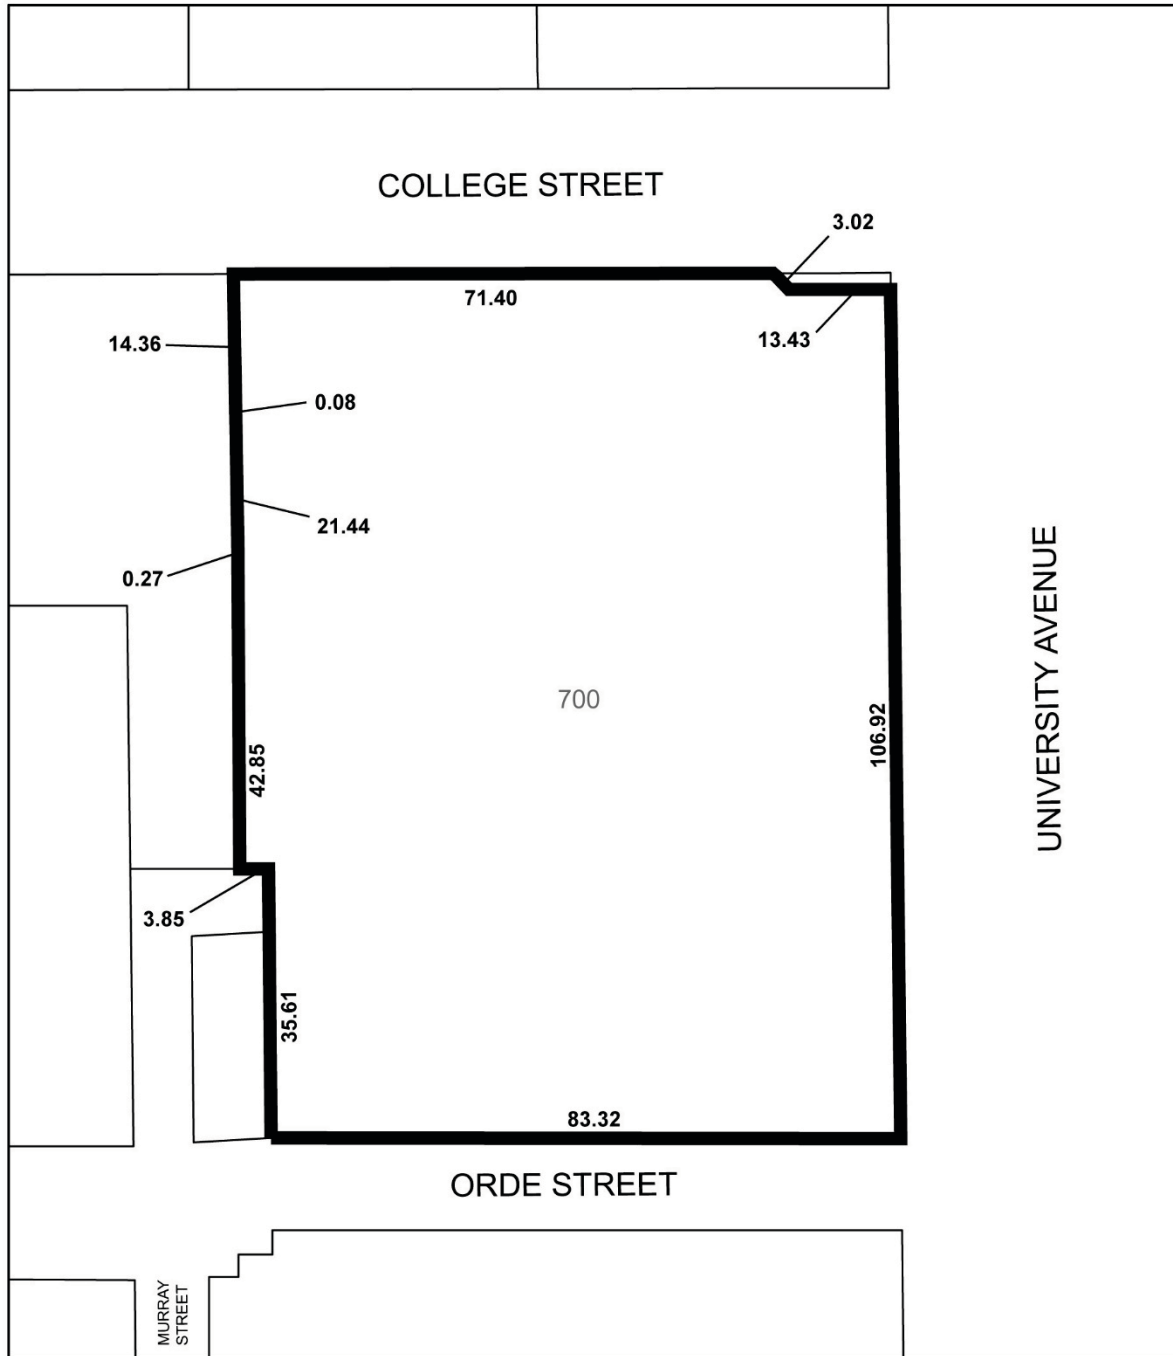 COLLEGE STREET
3.02
71.40
13.43
14.36
0.08
21.44
0.27
UNIVERSITY AVENUE
700
106.92
42.85
3.85
35.61
83.32
ORDE STREET
MURRAY
STREET